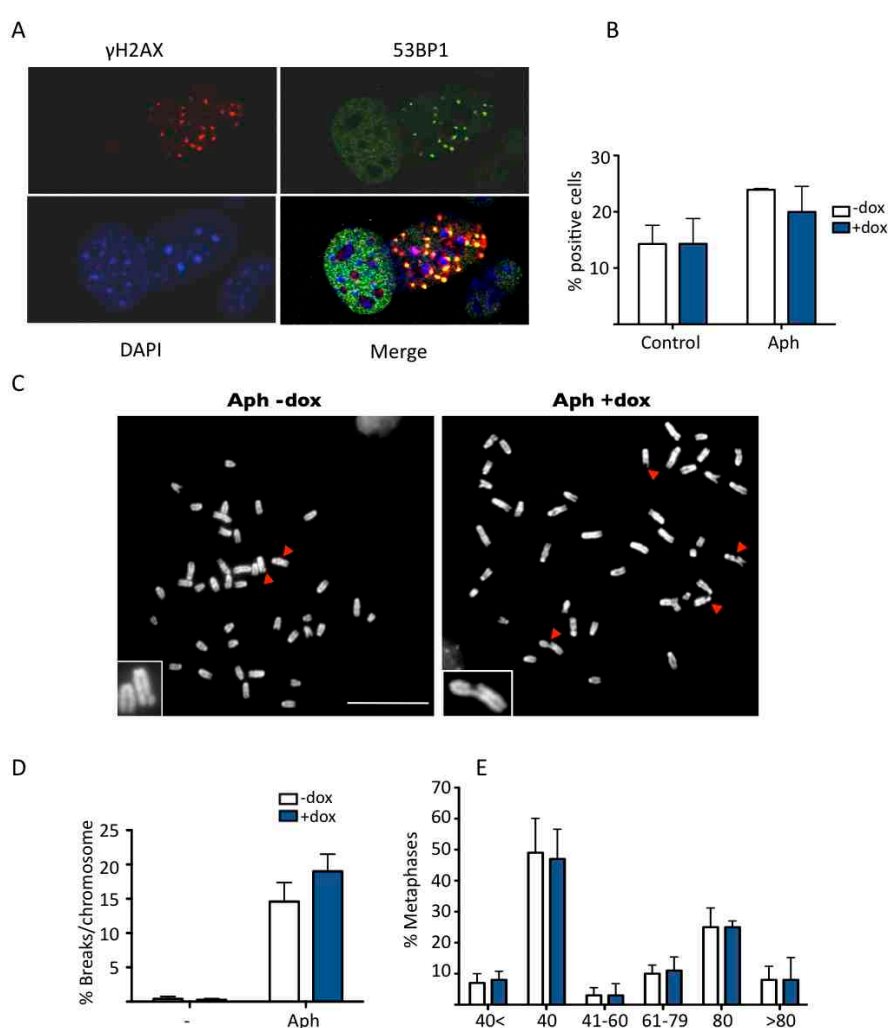 A
γH2AX
53BP1
DAPI
Merge
B
% positive cells
30
20
10
Control
Aph
-dox
+dox
C
Aph -dox
Aph +dox
D
-dox
+dox
% Breaks/chromosome
25
20
15
10
5
-
Aph
E
% Metaphases
70
60
50
40
30
20
10
40<
40
41-60
61-79
80
>80